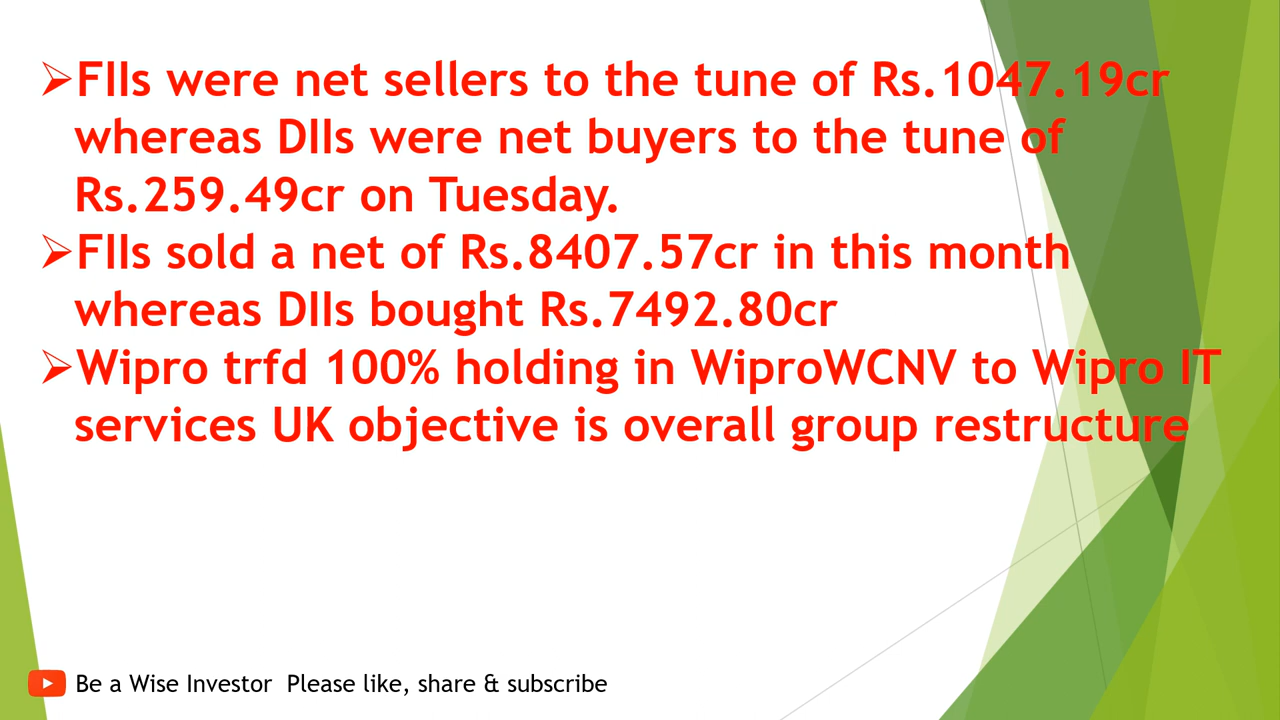 ➢FIIs were net sellers to the tune of Rs.1047.19cr
whereas DIIs were net buyers to the tune of
Rs.259.49cr on Tuesday.
➢FIIs sold a net of Rs.8407.57cr in this month
whereas DIIs bought Rs.7492.80cr
➢Wipro trfd 100% holding in WiproWCNV to Wipro IT
services UK objective is overall group restructure
Be a Wise Investor  Please like, share & subscribe